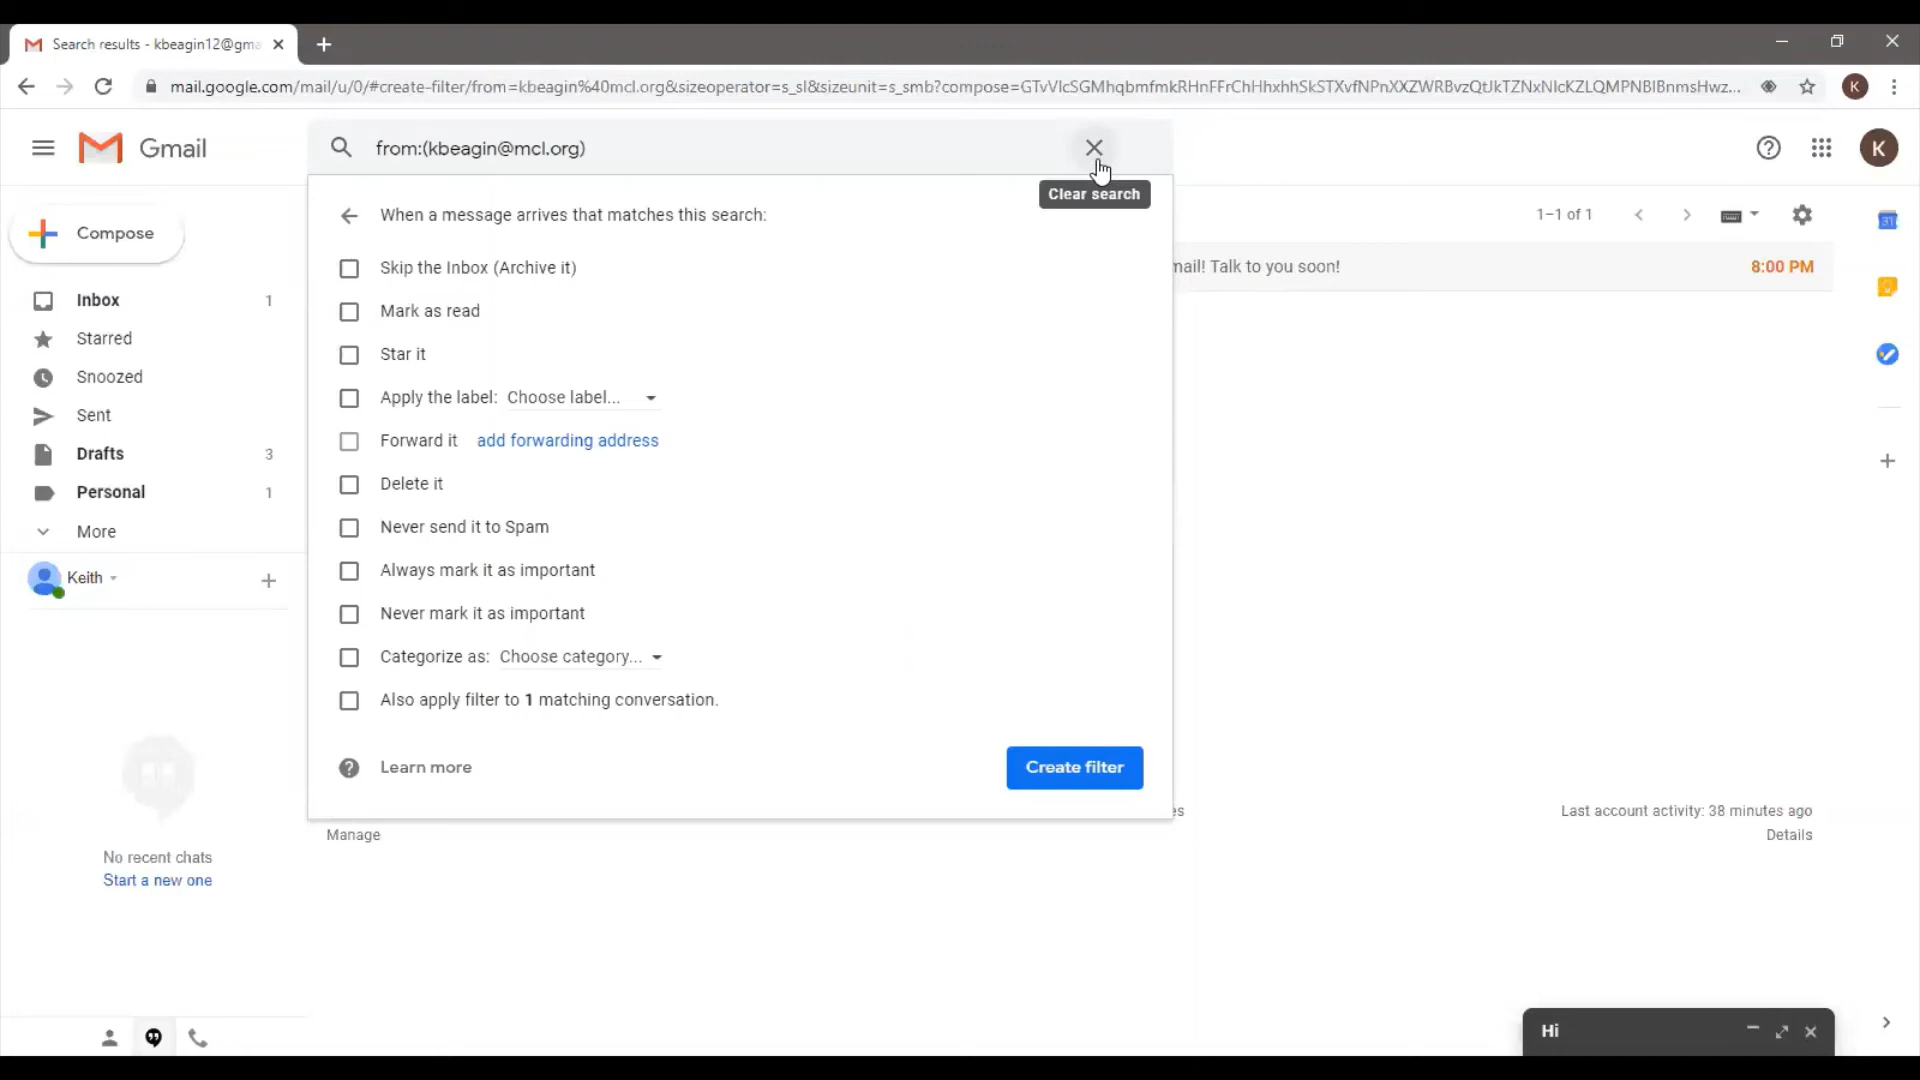 Search results - kbeagin12@gma
mail.google.com/mail/u/0/#create-filter/from=kbeagin%40mcl.org&sizeoperator=s_sl&sizeunit=s_smb?compose=GTvVlcSGMhqbmfmkRHnFFrChHhxhhSkSTXvfNPnXXZWRBvzQtJkTZNxNlcKZLQMPNBlBnmsHwz...
K
Gmail
from:(kbeagin@mcl.org)
K
Clear search
Compose
When a message arrives that matches this search:
1–1 of 1
31
Skip the Inbox (Archive it)
mail! Talk to you soon!
8:00 PM
Inbox 1
Mark as read
Starred
Star it
Snoozed
Apply the label: Choose label...
Sent
Forward it add forwarding address
Drafts 3
Delete it
Personal 1
Never send it to Spam
More
Always mark it as important
Keith
Never mark it as important
Categorize as: Choose category...
Also apply filter to 1 matching conversation.
Learn more
Create filter
es
Last account activity: 38 minutes ago
Manage
Details
No recent chats
Start a new one
Hi